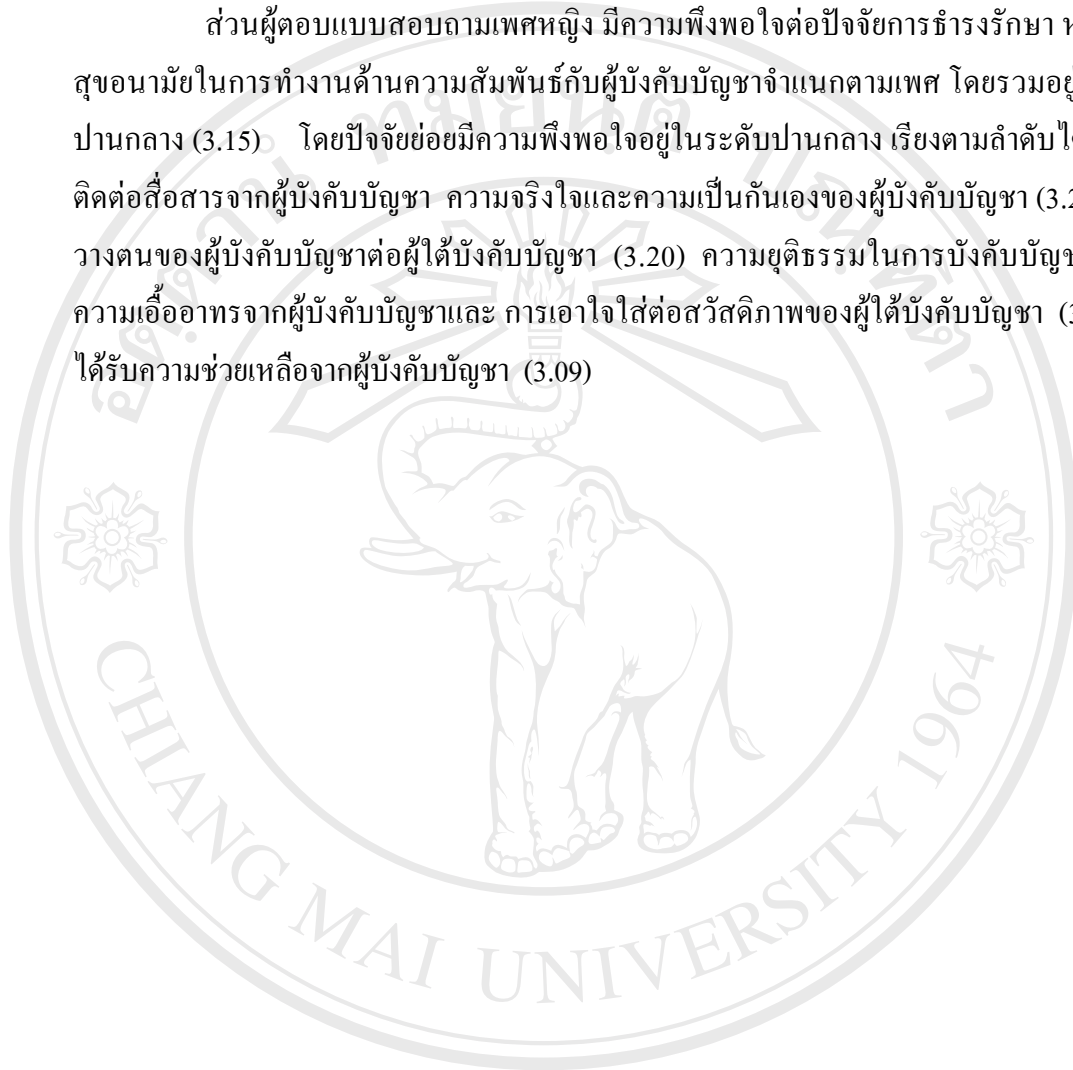 ส่วนผู้ตอบแบบสอบถามเพศหญิง มีความพึงพอใจต่อปัจจัยการธำรงรักษา
สุขอนามัยในการทำงานด้านความสัมพันธ์กับผู้บังคับบัญชาจำแนกตามเพศ โดยรวมอยู่
ปานกลาง (3.15) โดยปัจจัยย่อยมีความพึงพอใจอยู่ในระดับปานกลาง เรียงตามลำดับ
ติดต่อสื่อสารจากผู้บังคับบัญชา ความจริงใจและความเป็นกันเองของผู้บังคับบัญชา
วางตนของผู้บังคับบัญชาต่อผู้ใต้บังคับบัญชา (3.20) ความยุติธรรมในการบังคับบัญช
ความเอื้ออาทรจากผู้บังคับบัญชาและ การเอาใจใส่ต่อสวัสดิภาพของผู้ใต้บังคับบัญชา
ได้รับความช่วยเหลือจากผู้บังคับบัญชา (3.09)
CHIANG MAI UNIVERSITY 1964